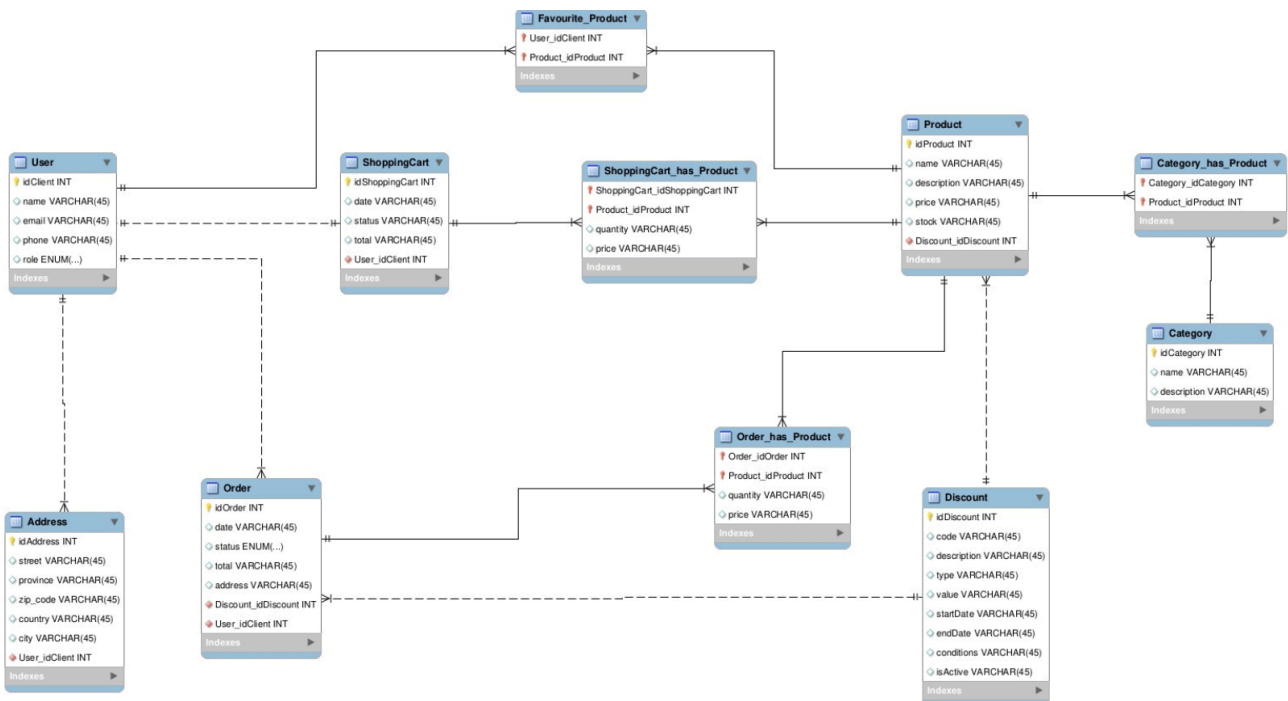 Favourite_Product
User_idClient INT
Product_idProduct INT
Indexes
User
idClient INT
name VARCHAR(45)
email VARCHAR(45)
phone VARCHAR(45)
role ENUM(...)
Indexes
ShoppingCart
idShoppingCart INT
date VARCHAR(45)
status VARCHAR(45)
total VARCHAR(45)
User_idClient INT
Indexes
ShoppingCart_has_Product
ShoppingCart_idShoppingCart INT
Product_idProduct INT
quantity VARCHAR(45)
price VARCHAR(45)
Indexes
Product
idProduct INT
name VARCHAR(45)
description VARCHAR(45)
price VARCHAR(45)
stock VARCHAR(45)
Discount_idDiscount INT
Indexes
Category_has_Product
Category_idCategory INT
Product_idProduct INT
Indexes
Category
idCategory INT
name VARCHAR(45)
description VARCHAR(45)
Indexes
Address
idAddress INT
street VARCHAR(45)
province VARCHAR(45)
zip_code VARCHAR(45)
country VARCHAR(45)
city VARCHAR(45)
User_idClient INT
Indexes
Order
idOrder INT
date VARCHAR(45)
status ENUM(...)
total VARCHAR(45)
address VARCHAR(45)
Discount_idDiscount INT
User_idClient INT
Indexes
Order_has_Product
Order_idOrder INT
Product_idProduct INT
quantity VARCHAR(45)
price VARCHAR(45)
Indexes
Discount
idDiscount INT
code VARCHAR(45)
description VARCHAR(45)
type VARCHAR(45)
value VARCHAR(45)
startDate VARCHAR(45)
endDate VARCHAR(45)
conditions VARCHAR(45)
isActive VARCHAR(45)
Indexes